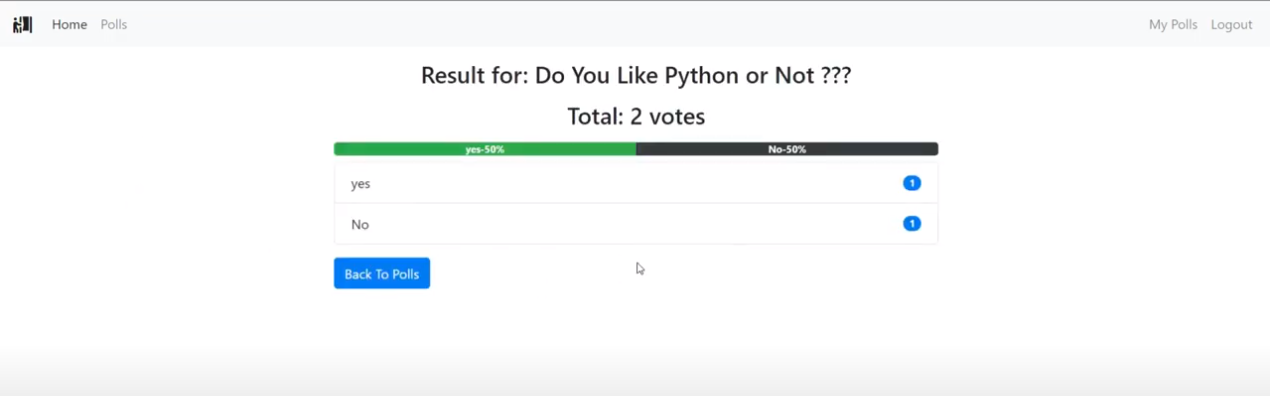 Home Polls My Polls Logout
Result for: Do You Like Python or Not ???
Total: 2 votes
yes-50% No-50%
yes 1
No 1
Back To Polls